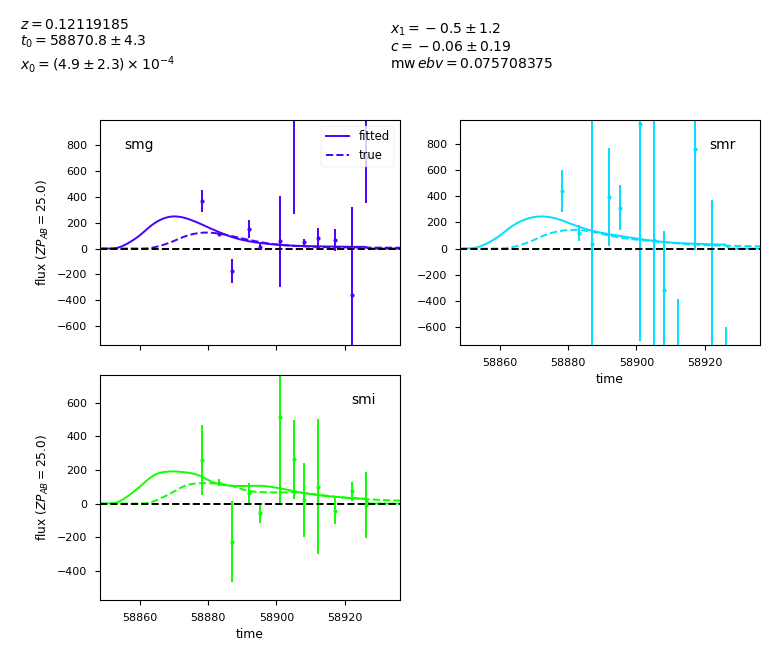 z = 0.12119185
t₀ = 58870.8 ± 4.3
x₀ = (4.9 ± 2.3) × 10⁻⁴
x₁ = −0.5 ± 1.2
c = −0.06 ± 0.19
mw ebv = 0.075708375
smg
fitted
true
800
600
400
200
0
−200
−400
−600
flux (ZP_AB = 25.0)
smr
800
600
400
200
0
−200
−400
−600
58860 58880 58900 58920
time
smi
600
400
200
0
−200
−400
flux (ZP_AB = 25.0)
58860 58880 58900 58920
time